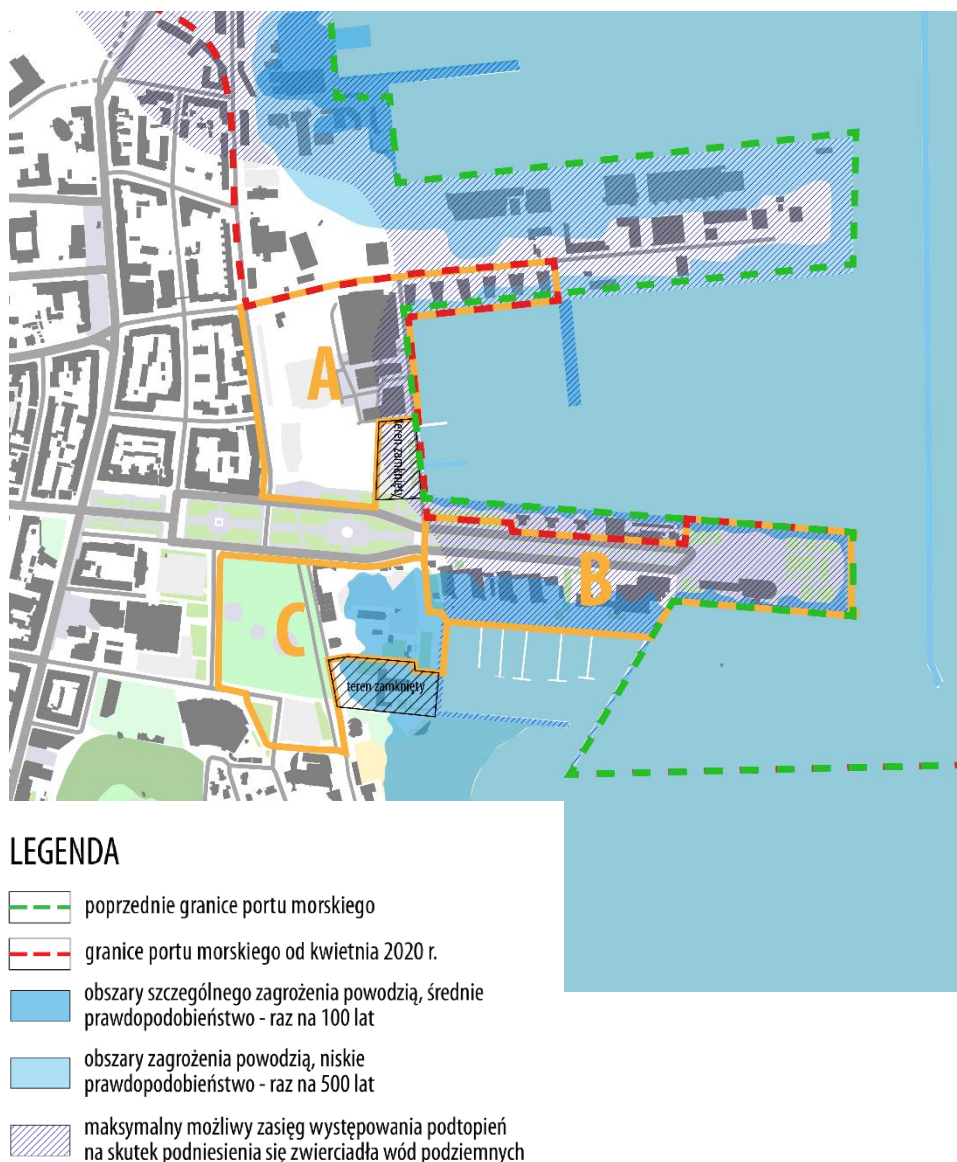 A
teren zamknięty
B
C
teren zamknięty
LEGENDA
poprzednie granice portu morskiego
granice portu morskiego od kwietnia 2020 r.
obszary szczególnego zagrożenia powodzią, średnie
prawdopodobieństwo - raz na 100 lat
obszary zagrożenia powodzią, niskie
prawdopodobieństwo - raz na 500 lat
maksymalny możliwy zasięg występowania podtopień
na skutek podniesienia się zwierciadła wód podziemnych